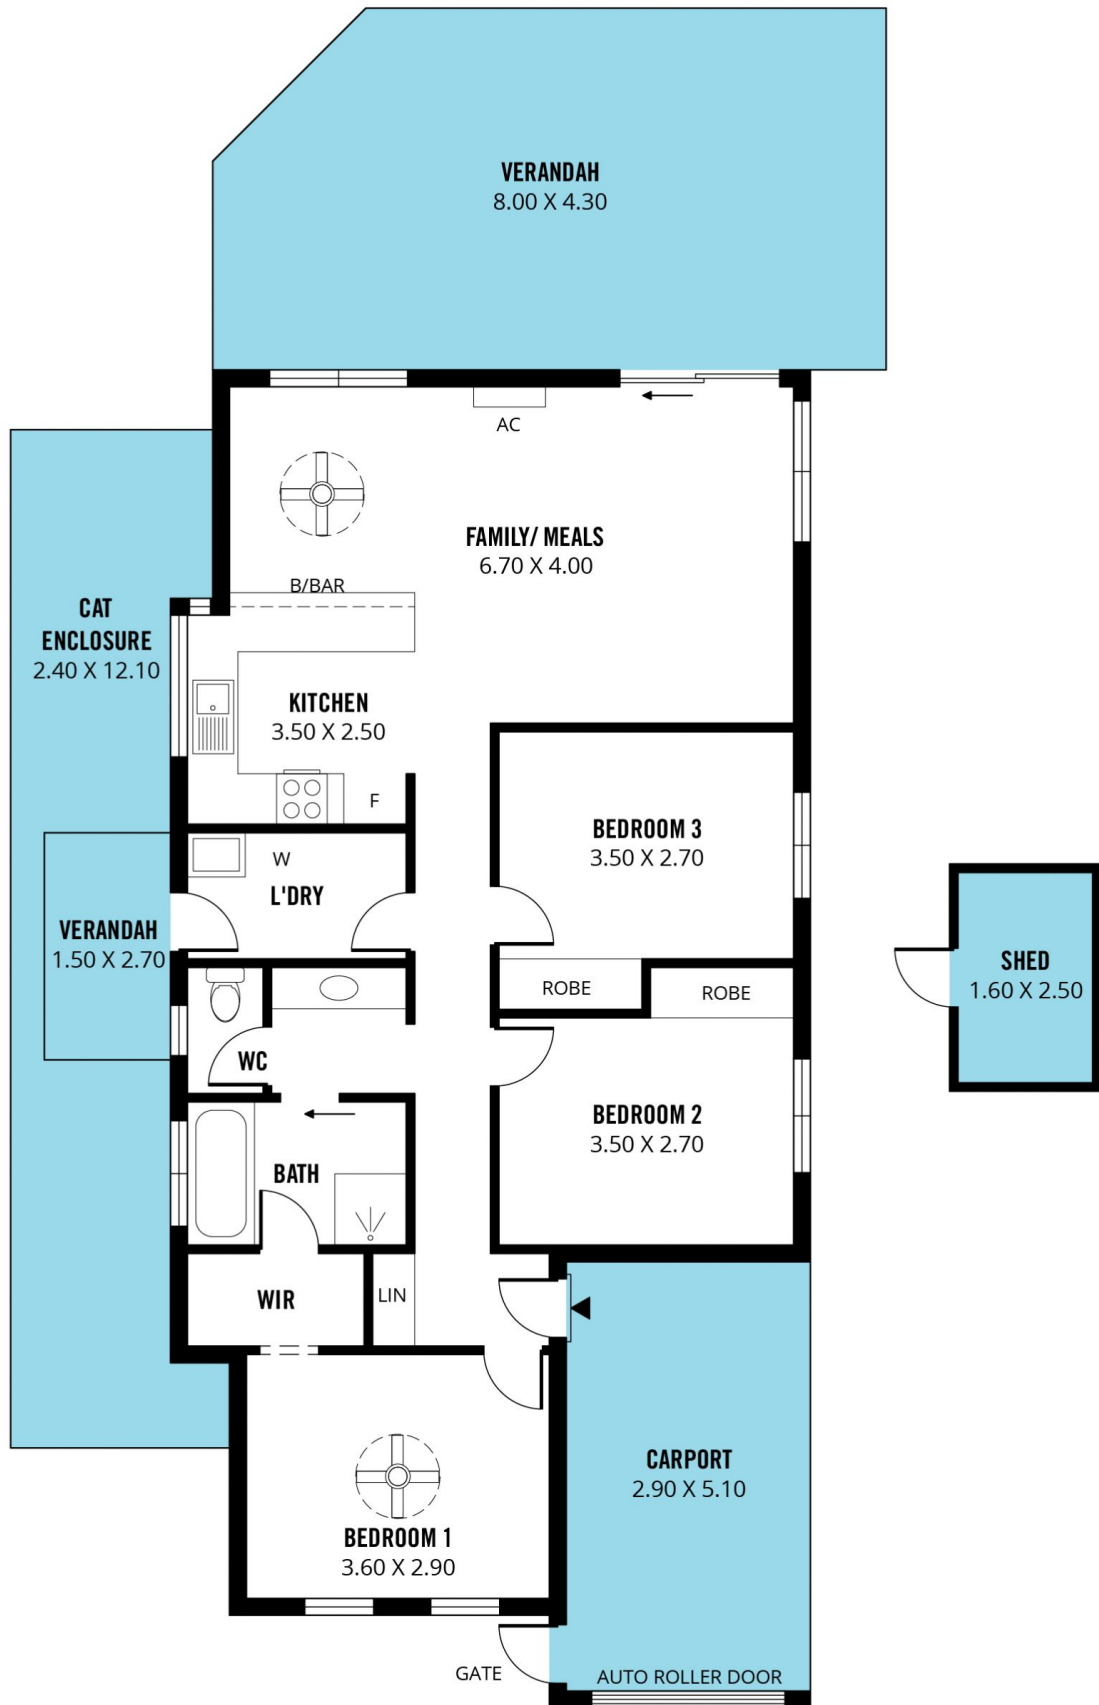 VERANDAH
8.00 X 4.30
AC
FAMILY/ MEALS
6.70 X 4.00
B/BAR
CAT
ENCLOSURE
2.40 X 12.10
KITCHEN
3.50 X 2.50
F
BEDROOM 3
3.50 X 2.70
W
L'DRY
VERANDAH
1.50 X 2.70
SHED
1.60 X 2.50
ROBE
ROBE
WC
BEDROOM 2
3.50 X 2.70
BATH
WIR
LIN
CARPORT
2.90 X 5.10
BEDROOM 1
3.60 X 2.90
GATE
AUTO ROLLER DOOR